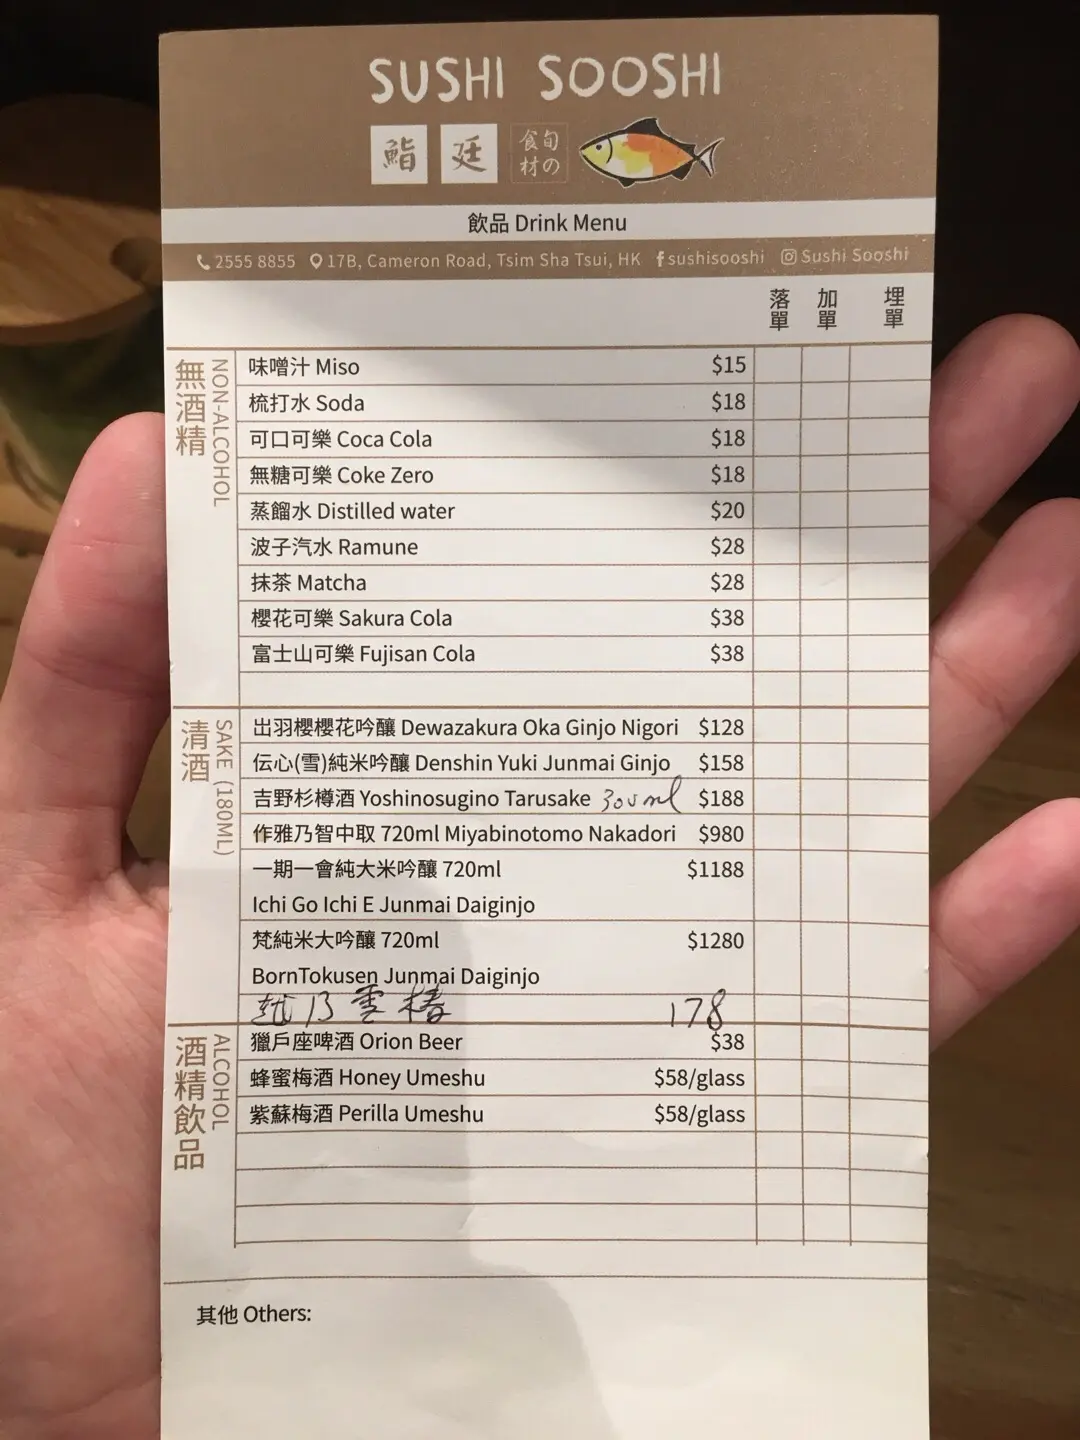 SUSHI SOOSHI
鮨 廷 旬の食材
飲品 Drink Menu
2555 8855 17B, Cameron Road, Tsim Sha Tsui, HK sushisooshi Sushi Sooshi
落單 加單 埋單
無酒精 NON-ALCOHOL
味噌汁 Miso $15
梳打水 Soda $18
可口可樂 Coca Cola $18
無糖可樂 Coke Zero $18
蒸餾水 Distilled water $20
波子汽水 Ramune $28
抹茶 Matcha $28
櫻花可樂 Sakura Cola $38
富士山可樂 Fujisan Cola $38
清酒 SAKE (180ML)
出羽櫻櫻花吟釀 Dewazakura Oka Ginjo Nigori $128
伝心(雪)純米吟釀 Denshin Yuki Junmai Ginjo $158
吉野杉樽酒 Yoshinosugino Tarusake 300ml $188
作雅乃智中取 720ml Miyabinotomo Nakadori $980
一期一會純大米吟釀 720ml $1188
Ichi Go Ichi E Junmai Daiginjo
梵純米大吟釀 720ml $1280
BornTokusen Junmai Daiginjo
越乃雪椿 178
酒精飲品 ALCOHOL
獵戶座啤酒 Orion Beer $38
蜂蜜梅酒 Honey Umeshu $58/glass
紫蘇梅酒 Perilla Umeshu $58/glass
其他 Others: